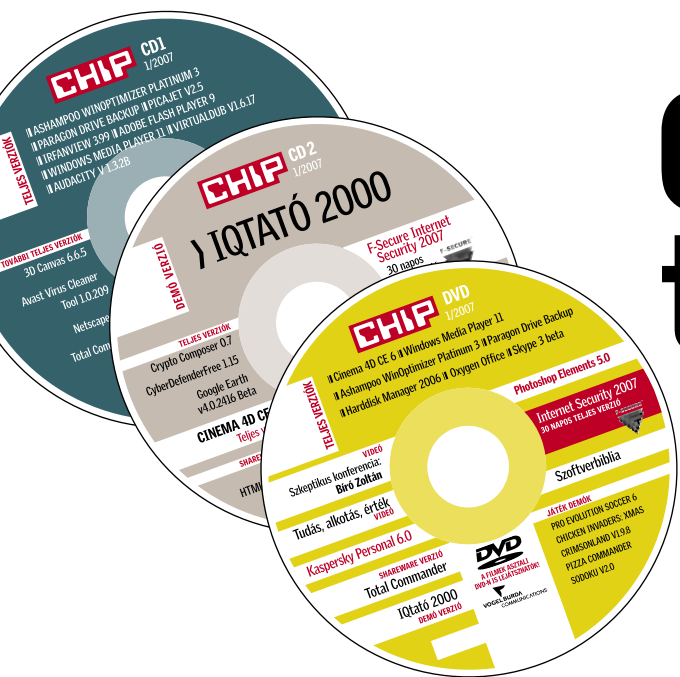 CHIP CD1
1/2007
ASHAMPOO WINOPTIMIZER PLATINUM 3
PARAGON DRIVE BACKUP PICAJET V2.5
IRFANVIEW 3.99 ADOBE FLASH PLAYER 9
WINDOWS MEDIA PLAYER 11 VIRTUALDUB V1.6.17
AUDACITY V 1.3.2B
TELJES VERZIÓK
TOVÁBBI TELJES VERZIÓK
3D Canvas 6.6.5
Avast Virus Cleaner
Tool 1.0.209
Netscape
Total Com
CHIP CD 2
1/2007
⟩ IQTATÓ 2000
DEMÓ VERZIÓ
F-Secure Internet
Security 2007
30 napos
F-SECURE
TELJES VERZIÓK
Crypto Composer 0.7
CyberDefenderFree 1.15
Google Earth
v4.0.2416 Beta
CINEMA 4D CE
Teljes
SHARE
HTML
CHIP DVD
1/2007
Cinema 4D CE 6 Windows Media Player 11
Ashampoo WinOptimizer Platinum 3 Paragon Drive Backup
Harddisk Manager 2006 Oxygen Office Skype 3 beta
TELJES VERZIÓK
Photoshop Elements 5.0
Internet Security 2007
30 NAPOS TELJES VERZIÓ
F-SECURE
Szoftverbiblia
VIDEÓ
Szkeptikus konferencia:
Bíró Zoltán
Tudás, alkotás, érték
VIDEÓ
Kaspersky Personal 6.0
SHAREWARE VERZIÓ
Total Commander
IQtató 2000
DEMÓ VERZIÓ
JÁTÉK DEMÓK
PRO EVOLUTION SOCCER 6
CHICKEN INVADERS: XMAS
CRIMSONLAND V1.9.8
PIZZA COMMANDER
SODOKU V2.0
DVD
A FILMEK ASZTALI
DVD-N IS LEJÁTSZHATÓK!
VOGEL BURDA
COMMUNICATIONS